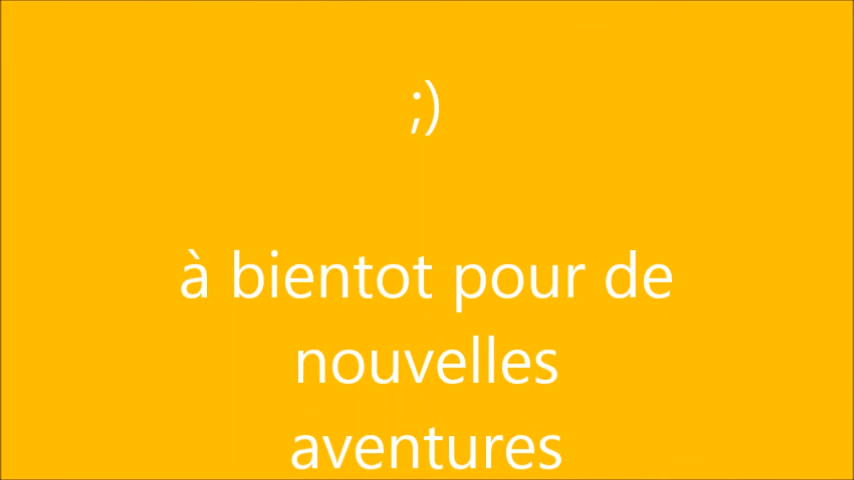 ;)
à bientot pour de
nouvelles
aventures